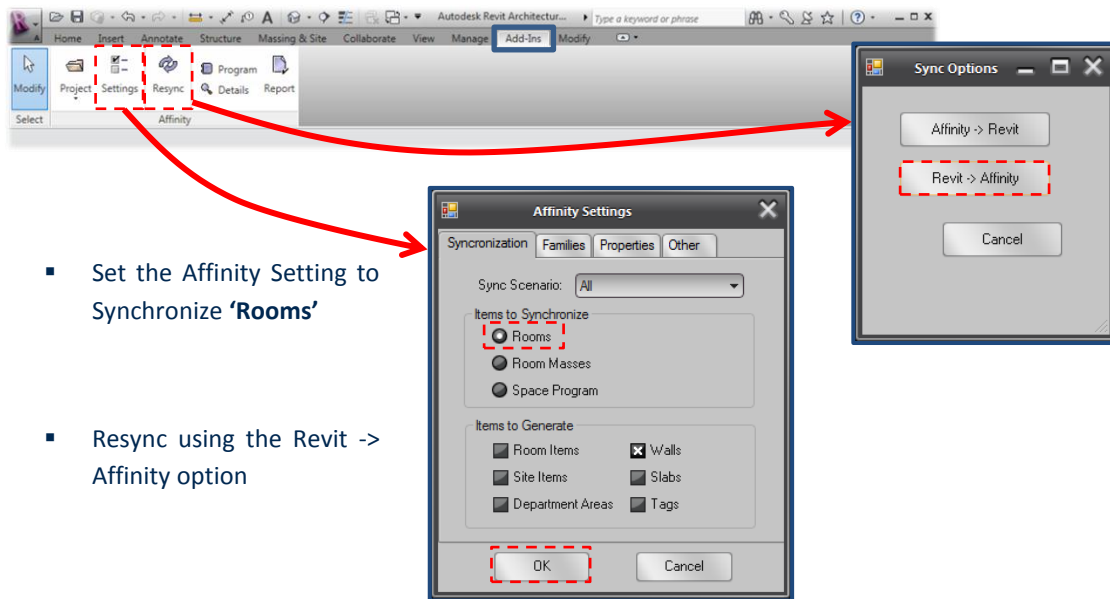 Autodesk Revit Architectur... Type a keyword or phrase
Home Insert Annotate Structure Massing & Site Collaborate View Manage Add-Ins Modify
Modify Project Settings Resync Program Details Report
Select Affinity
Sync Options
Affinity -> Revit
Revit -> Affinity
Cancel
Affinity Settings
Syncronization Families Properties Other
Sync Scenario: All
Items to Synchronize
Rooms
Room Masses
Space Program
Items to Generate
Room Items Walls
Site Items Slabs
Department Areas Tags
OK Cancel
▪ Set the Affinity Setting to
Synchronize ‘Rooms’
▪ Resync using the Revit ->
Affinity option